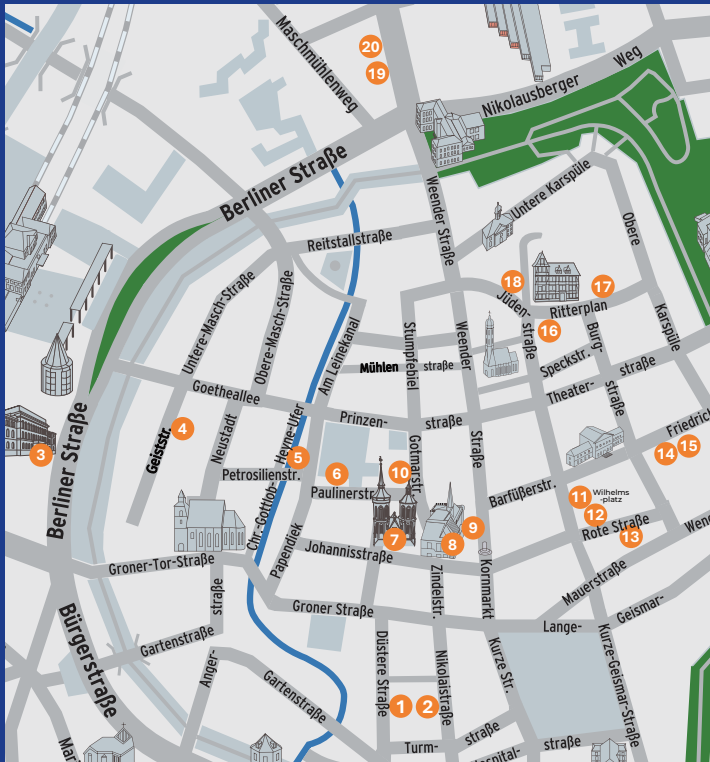 Maschmühlenweg
20
19
Nikolausberger
Weg
Berliner Straße
Weender Straße
Untere Karspüle
Obere
Karspüle
Reitstallstraße
18
17
Jüden-
straße
Ritterplan
16
Untere-Masch-Straße
Obere-Masch-Straße
Am Leinekanal
Stumpfebiel
Weender
Straße
Speckstr.
Burg-
straße
Mühlen
straße
Theater-
straße
Goetheallee
Prinzen-
straße
Friedrich
Berliner Straße
3
Geiststr.
4
Neustadt
Petrosilienstr.
Chr.-Gottlob-
Heyne-Ufer
5
6
Paulinerstr.
10
Gotmarstr.
14
15
Barfüßerstr.
11
Wilhelms
-platz
12
Rote Straße
13
7
8
9
Papendiek
Johannisstraße
Groner-Tor-Straße
Zindelstr.
Kornmarkt
Mauerstraße
Geismar-
Groner Straße
Lange-
Bürgerstraße
Gartenstraße
Anger-
straße
Gartenstraße
Düstere Straße
Nikolaistraße
1
2
Kurze Str.
Kurze-Geismar-Straße
Turm-
straße
straße